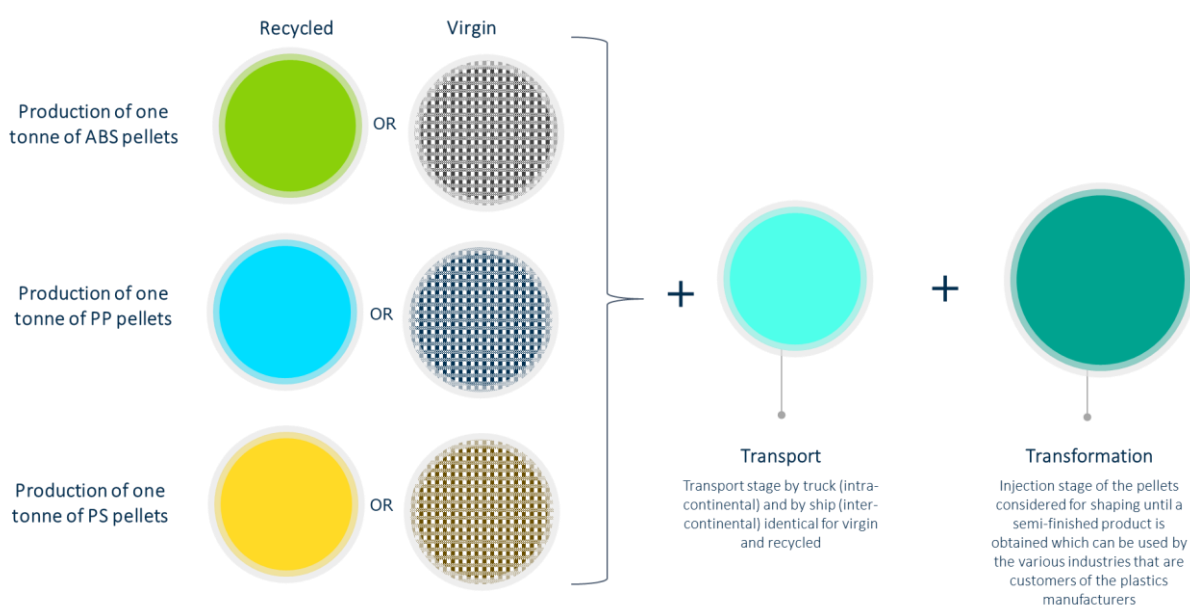 Recycled
Virgin
Production of one
tonne of ABS pellets
OR
Production of one
tonne of PP pellets
OR
Production of one
tonne of PS pellets
OR
+
+
Transport
Transport stage by truck (intra-
continental) and by ship (inter-
continental) identical for virgin
and recycled
Transformation
Injection stage of the pellets
considered for shaping until a
semi-finished product is
obtained which can be used by
the various industries that are
customers of the plastics
manufacturers